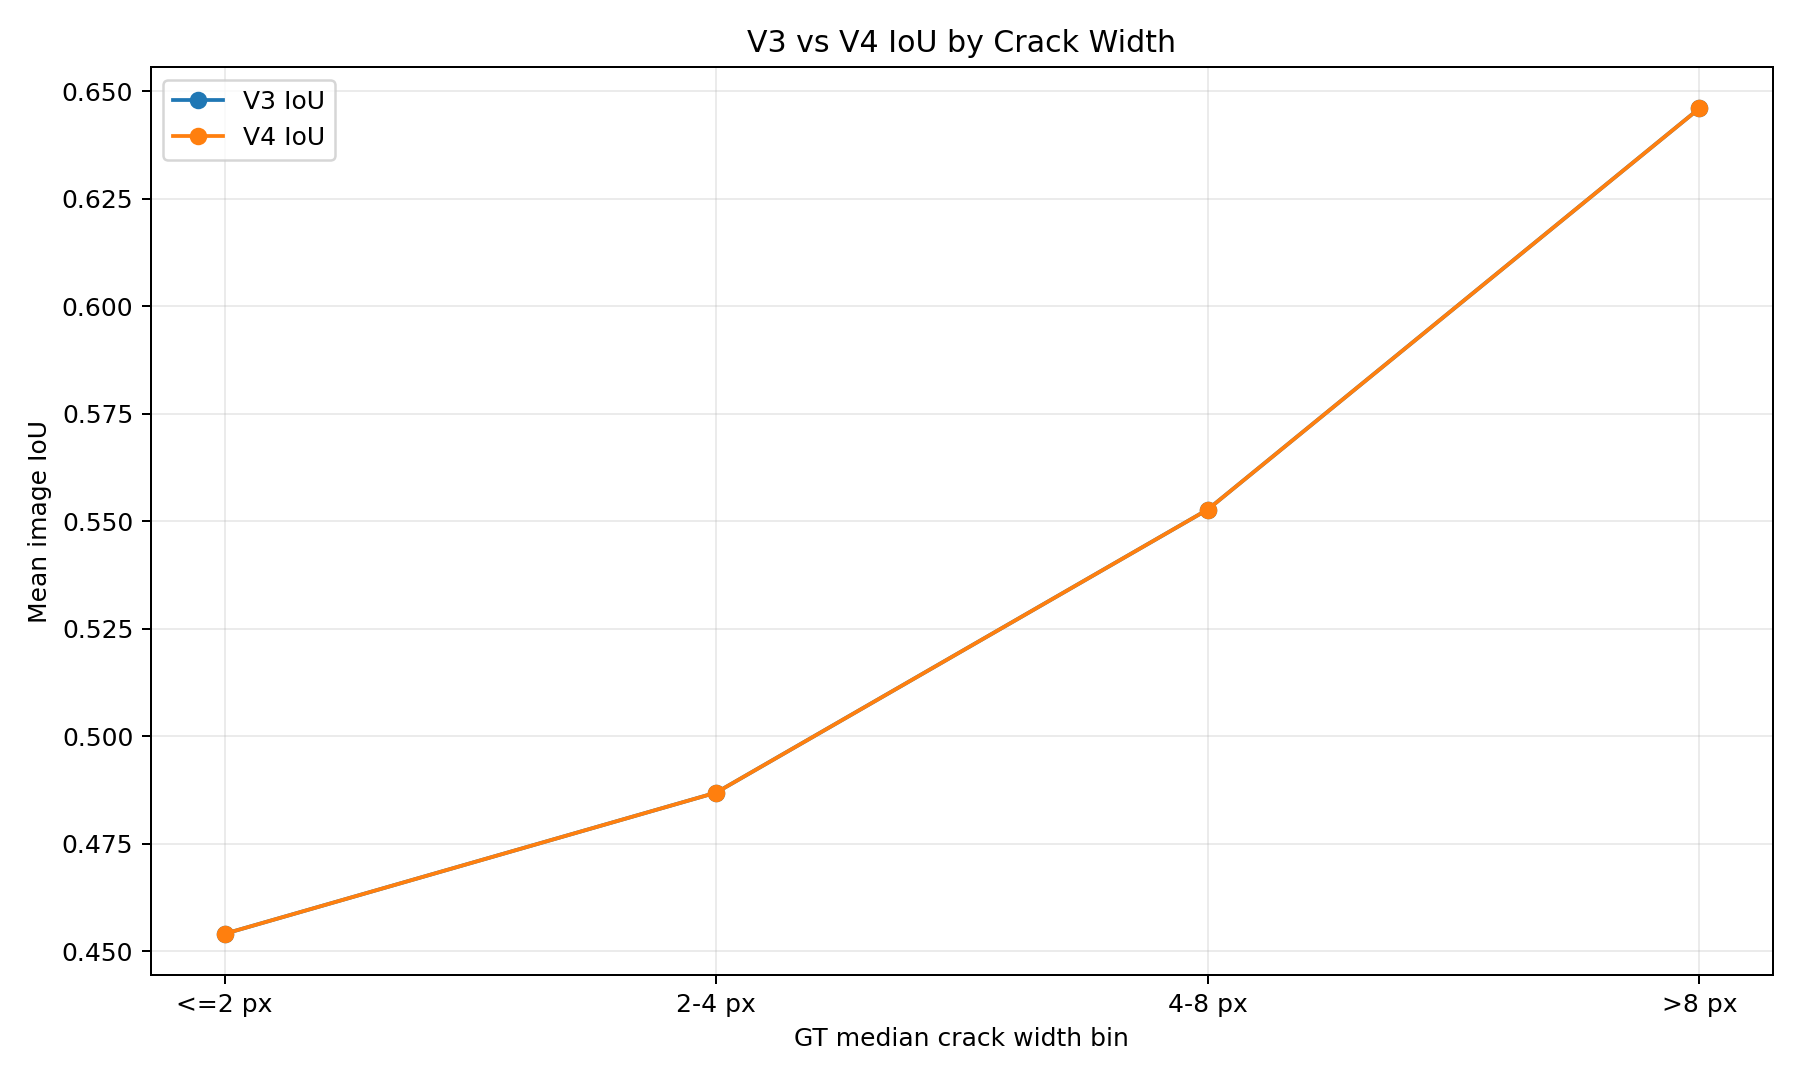 V3 vs V4 IoU by Crack Width
V3 IoU
V4 IoU
0.650
0.625
0.600
0.575
0.550
0.525
0.500
0.475
0.450
Mean image IoU
<=2 px
2-4 px
4-8 px
>8 px
GT median crack width bin